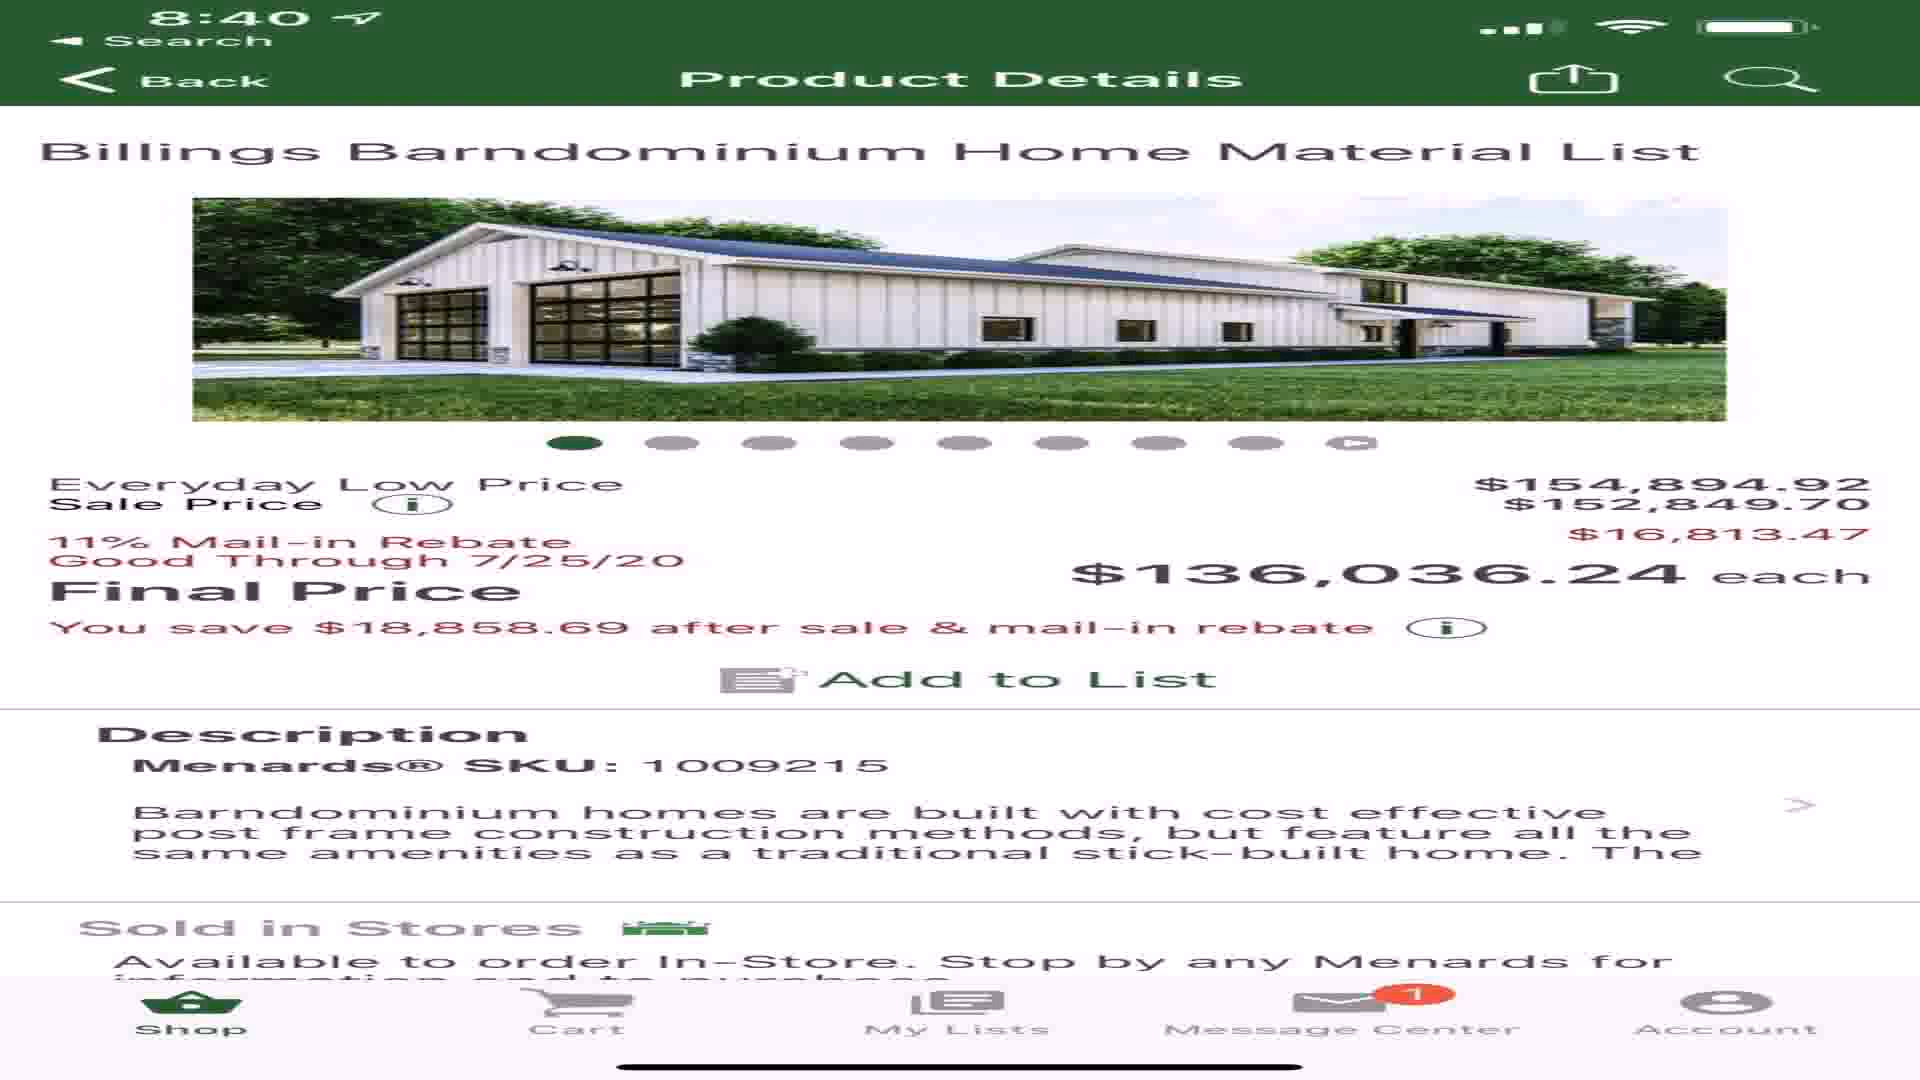 8:40
Search
Back
Product Details
Billings Barndominium Home Material List
Everyday Low Price $154,894.92
Sale Price i $152,849.70
11% Mail-in Rebate $16,813.47
Good Through 7/25/20
Final Price $136,036.24 each
You save $18,858.69 after sale & mail-in rebate i
Add to List
Description
Menards® SKU: 1009215
Barndominium homes are built with cost effective
post frame construction methods, but feature all the
same amenities as a traditional stick-built home. The
Sold in Stores
Available to order In-Store. Stop by any Menards for
1
Shop Cart My Lists Message Center Account